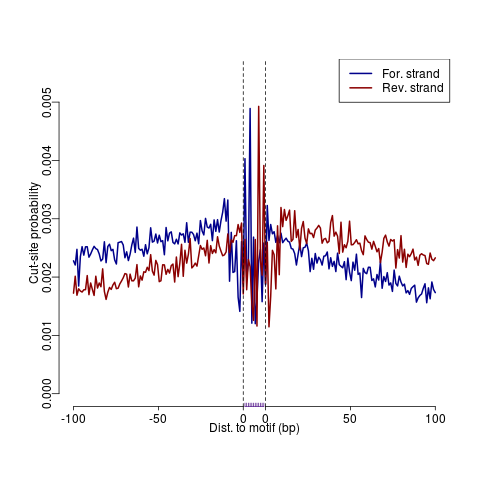 For. strand
Rev. strand
Cut-site probability
0.000 0.001 0.002 0.003 0.004 0.005
-100 -50 0 0 50 100
Dist. to motif (bp)